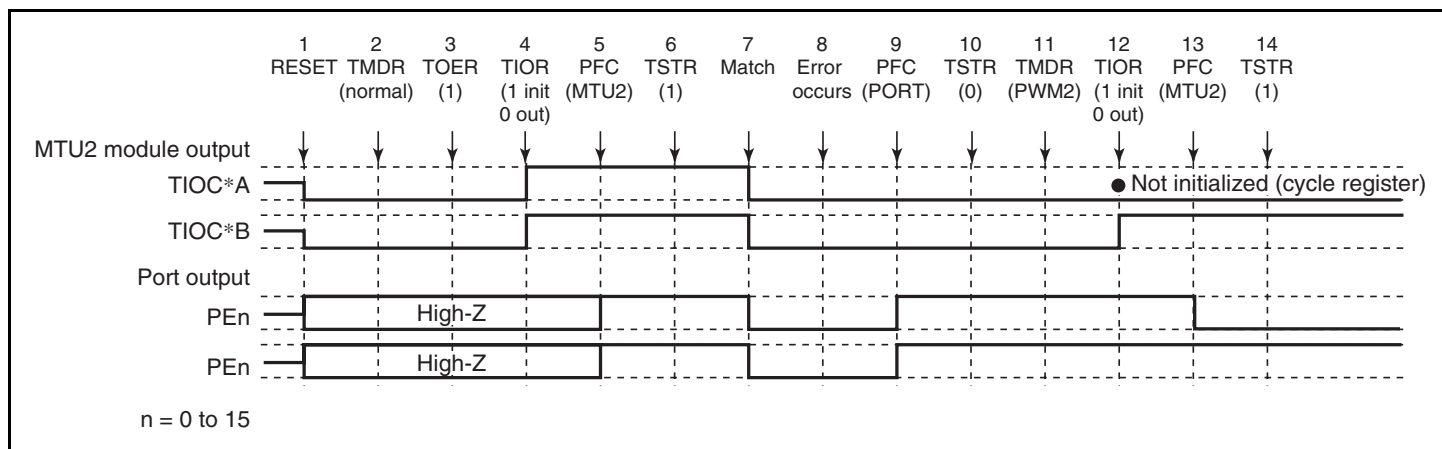 1 2 3 4 5 6 7 8 9 10 11 12 13 14
RESET TMDR TOER TIOR PFC TSTR Match Error PFC TSTR TMDR TIOR PFC TSTR
(normal) (1) (1 init (MTU2) (1) occurs (PORT) (0) (PWM2) (1 init (MTU2) (1)
0 out) 0 out)
MTU2 module output
TIOC*A
● Not initialized (cycle register)
TIOC*B
Port output
PEn
High-Z
PEn
High-Z
n = 0 to 15